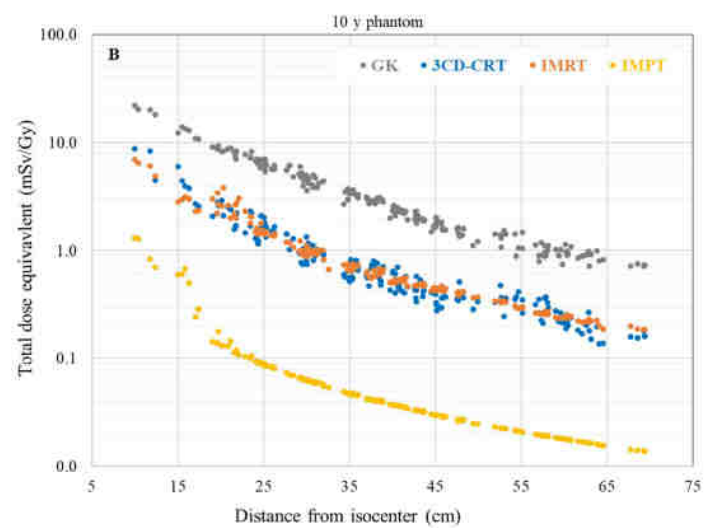 10 y phantom
B
GK 3CD-CRT IMRT IMPT
Total dose equivavlent (mSv/Gy)
100.0
10.0
1.0
0.1
0.0
5 15 25 35 45 55 65 75
Distance from isocenter (cm)